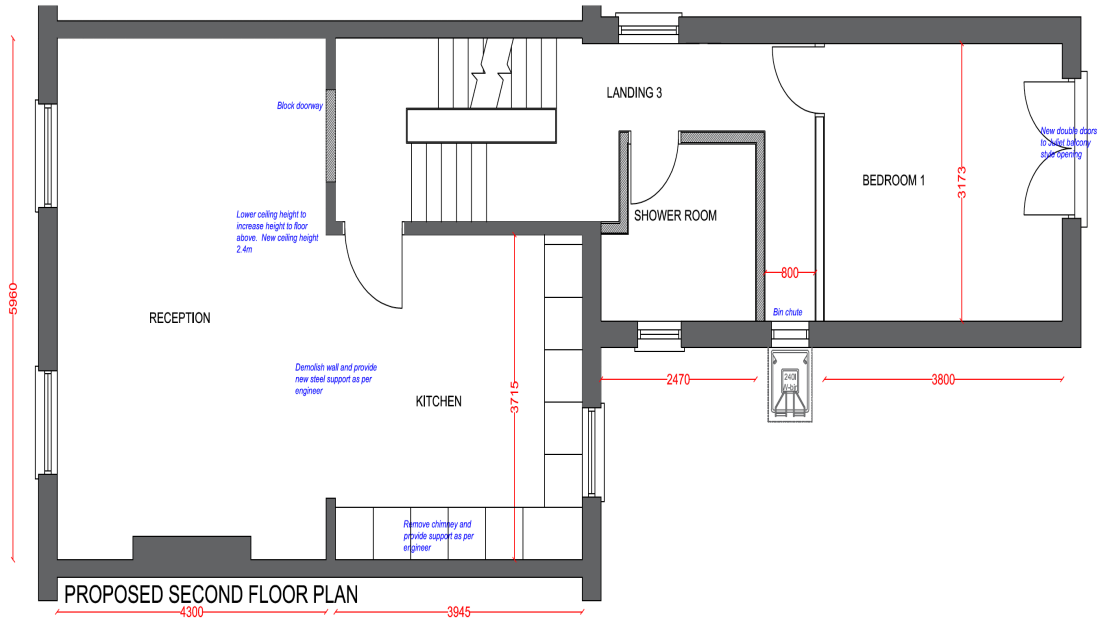 LANDING 3
Block doorway
New double doors
to Juliet balcony
style opening
BEDROOM 1
3173
Lower ceiling height to
increase height to floor
above. New ceiling height
2.4m
SHOWER ROOM
800
5960
RECEPTION
Bin chute
Demolish wall and provide
new steel support as per
engineer
2470
3800
240l
W-bin
KITCHEN
3715
Remove chimney and
provide support as per
engineer
PROPOSED SECOND FLOOR PLAN
4300
3945